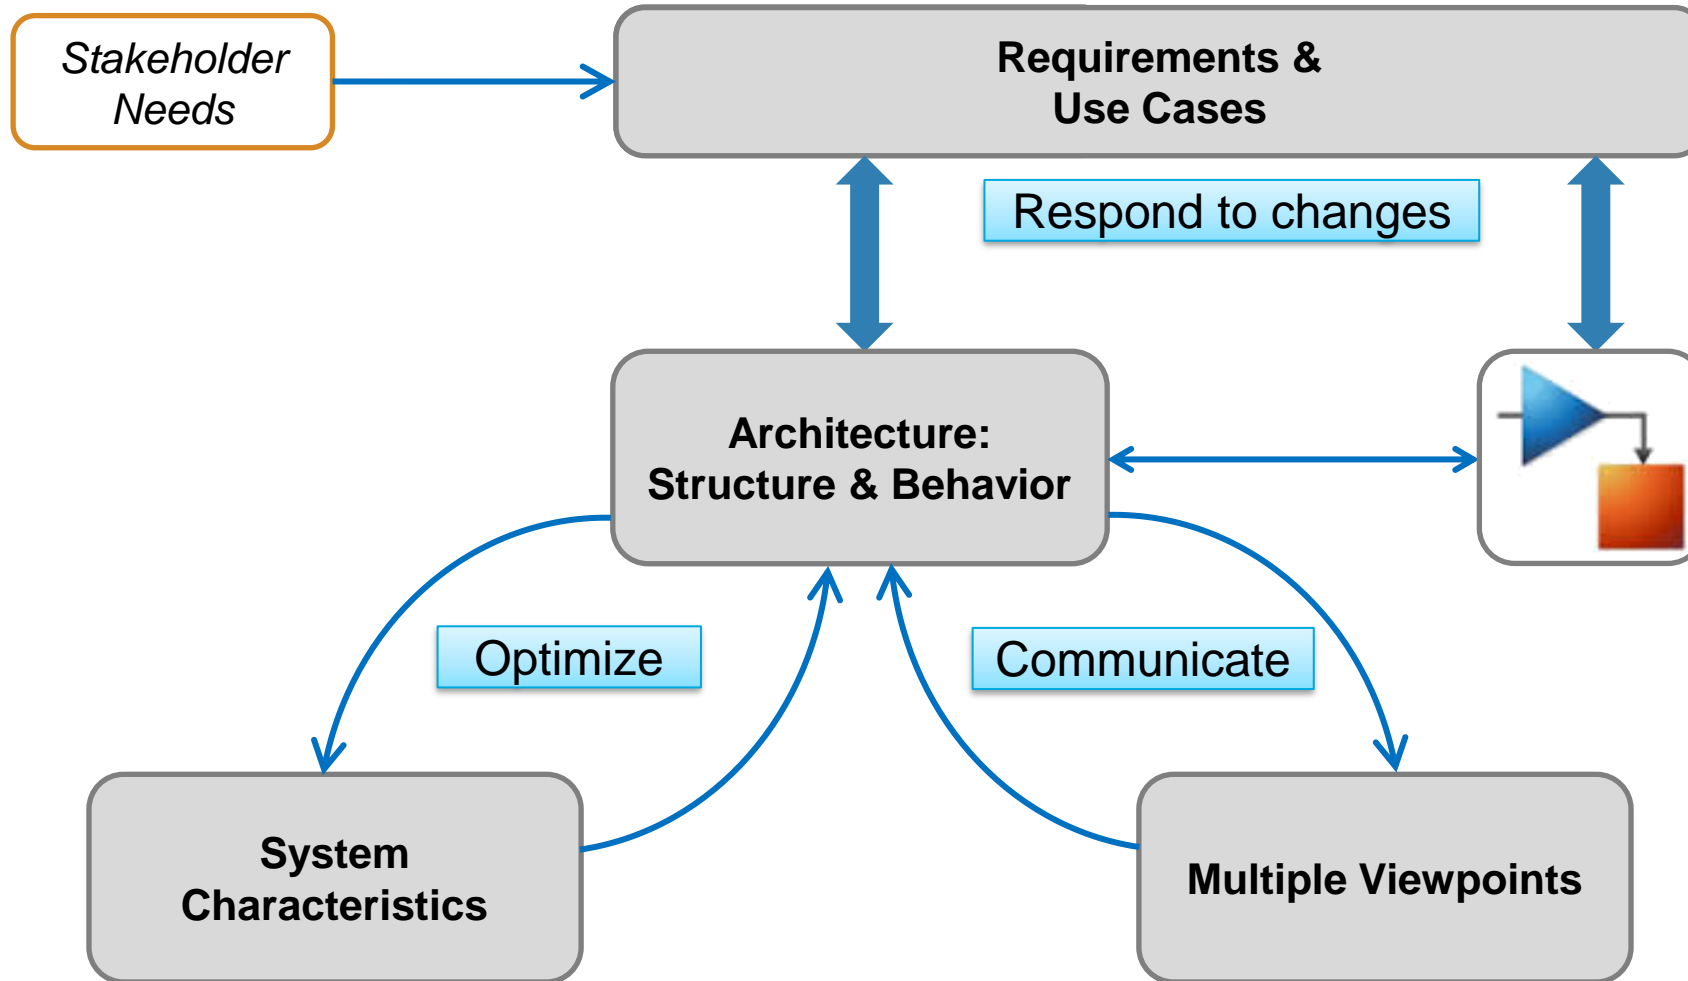 Stakeholder
Needs
Requirements &
Use Cases
Respond to changes
Architecture:
Structure & Behavior
Optimize
Communicate
System
Characteristics
Multiple Viewpoints